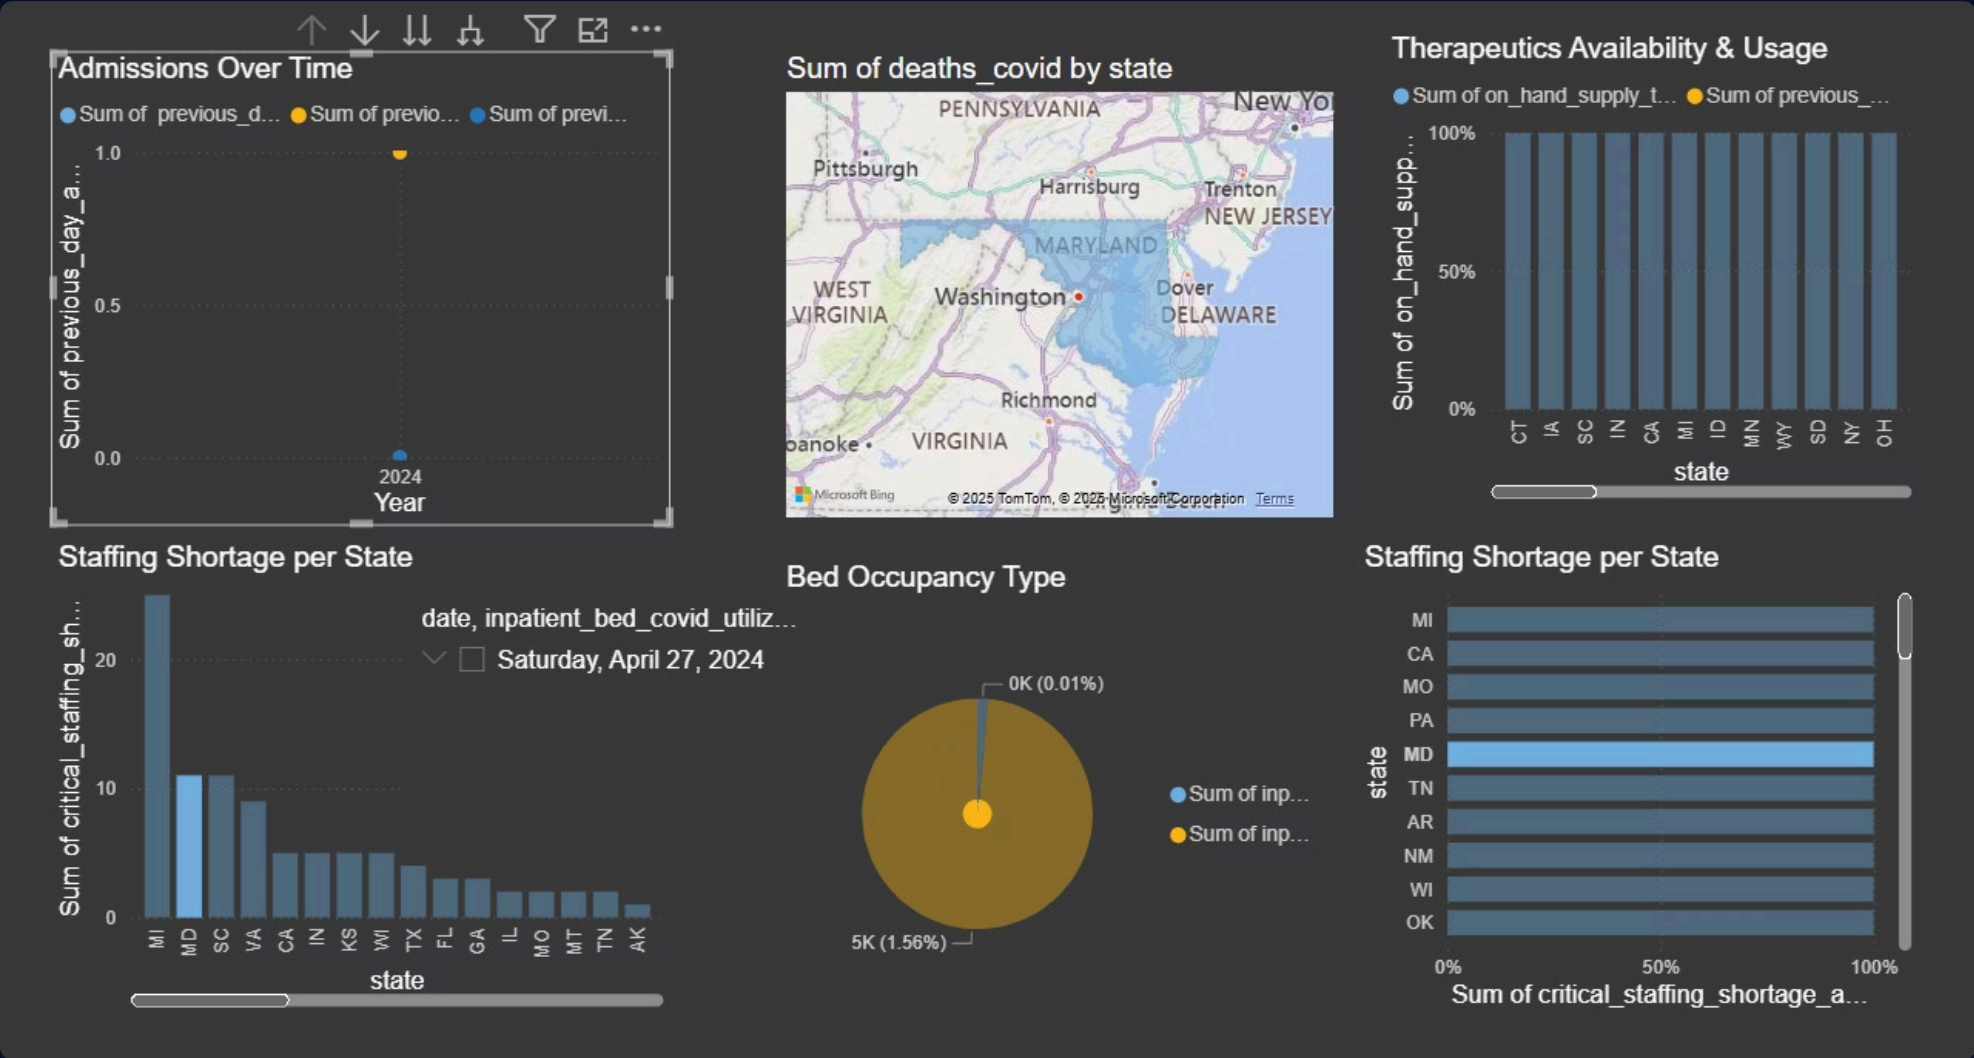 Admissions Over Time
Sum of previous_d... Sum of previo... Sum of previ...
Sum of previous_day_a...
1.0
0.5
0.0
2024
Year
Sum of deaths_covid by state
PENNSYLVANIA
New Yo
Pittsburgh
Harrisburg
Trenton
NEW JERSEY
MARYLAND
WEST
VIRGINIA
Washington
Dover
DELAWARE
Richmond
oanoke
VIRGINIA
Virginia Beach
Microsoft Bing
© 2025 TomTom, © 2025 Microsoft Corporation Terms
Therapeutics Availability & Usage
Sum of on_hand_supply_t... Sum of previous_...
Sum of on_hand_supp...
100%
50%
0%
CT IA SC IN CA MI ID MN WY SD NY OH
state
Staffing Shortage per State
Sum of critical_staffing_sh...
20
10
0
MI MD SC VA CA IN KS WI TX FL GA IL MO MT TN AK
state
date, inpatient_bed_covid_utiliz...
Saturday, April 27, 2024
Bed Occupancy Type
0K (0.01%)
5K (1.56%)
Sum of inp...
Sum of inp...
Staffing Shortage per State
state
MI
CA
MO
PA
MD
TN
AR
NM
WI
OK
0% 50% 100%
Sum of critical_staffing_shortage_a...